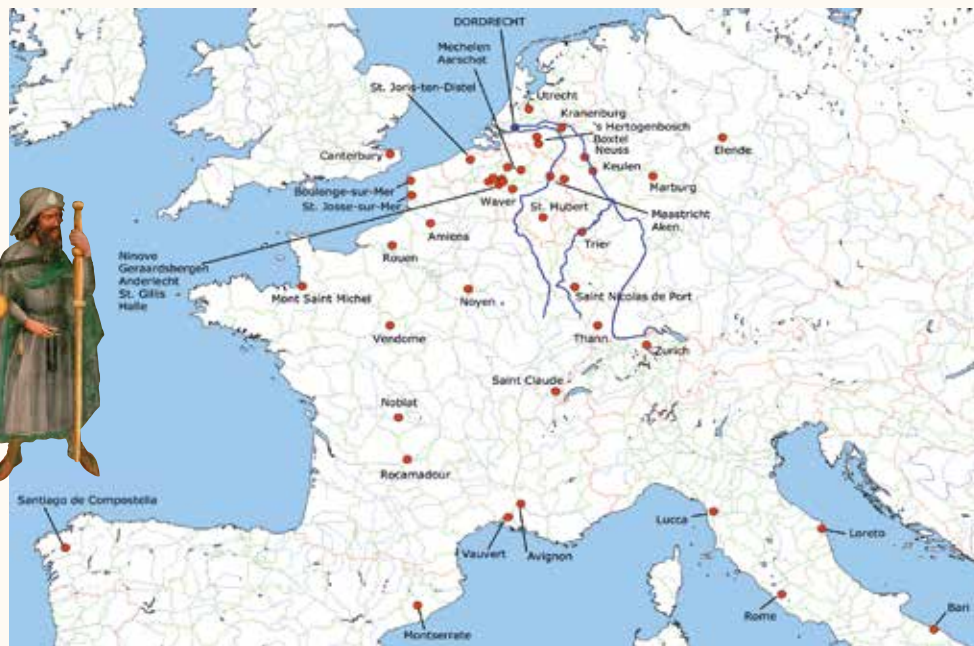 DORDRECHT
Mechelen
Aarschot
St. Joris-ten-Distel
Utrecht
Kranenburg
's Hertogenbosch
Boxtel
Neuss
Elende
Canterbury
Keulen
Marburg
Boulonge-sur-Mer
St. Josse-sur-Mer
Waver
St. Hubert
Maastricht
Aken
Amiens
Trier
Rouen
Ninove
Geraardsbergen
Anderlecht
St. Gillis
Halle
Mont Saint Michel
Noyen
Saint Nicolas de Port
Vendome
Thann
Zurich
Saint Claude
Noblat
Rocamadour
Santiago de Compostella
Lucca
Loreto
Vauvert
Avignon
Rome
Bari
Montserrate